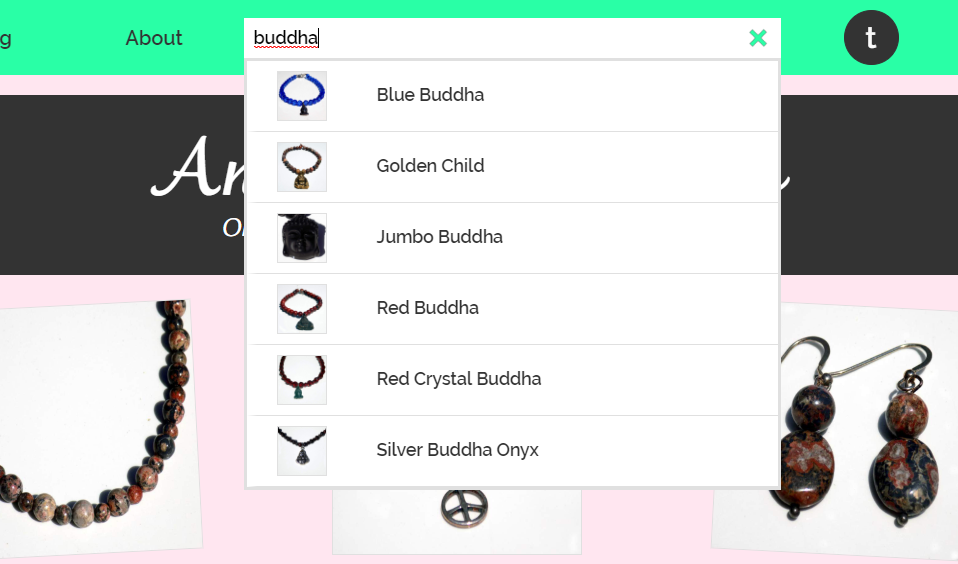 g
About
buddha
t
Blue Buddha
Golden Child
Jumbo Buddha
Red Buddha
Red Crystal Buddha
Silver Buddha Onyx